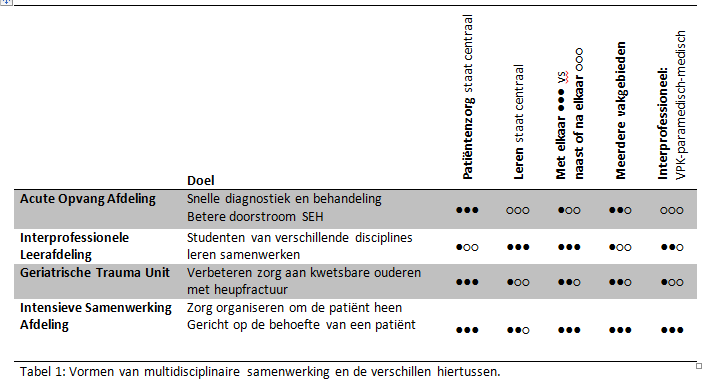 Patiëntenzorg staat centraal
Leren staat centraal
Met elkaar ●●● vs
naast of na elkaar ○○○
Meerdere vakgebieden
Interprofessioneel:
VPK-paramedisch-medisch
Doel
Acute Opvang Afdeling Snelle diagnostiek en behandeling
Betere doorstroom SEH ●●● ○○○ ●○○ ●●○ ○○○
Interprofessionele Studenten van verschillende disciplines
Leerafdeling leren samenwerken ●○○ ●●● ●●● ●○○ ●●○
Geriatrische Trauma Unit Verbeteren zorg aan kwetsbare ouderen
met heupfractuur ●●● ●○○ ●●○ ●●○ ●○○
Intensieve Samenwerking Zorg organiseren om de patiënt heen
Afdeling Gericht op de behoefte van een patiënt
●●● ●●○ ●●● ●●● ●●●
Tabel 1: Vormen van multidisciplinaire samenwerking en de verschillen hiertussen.